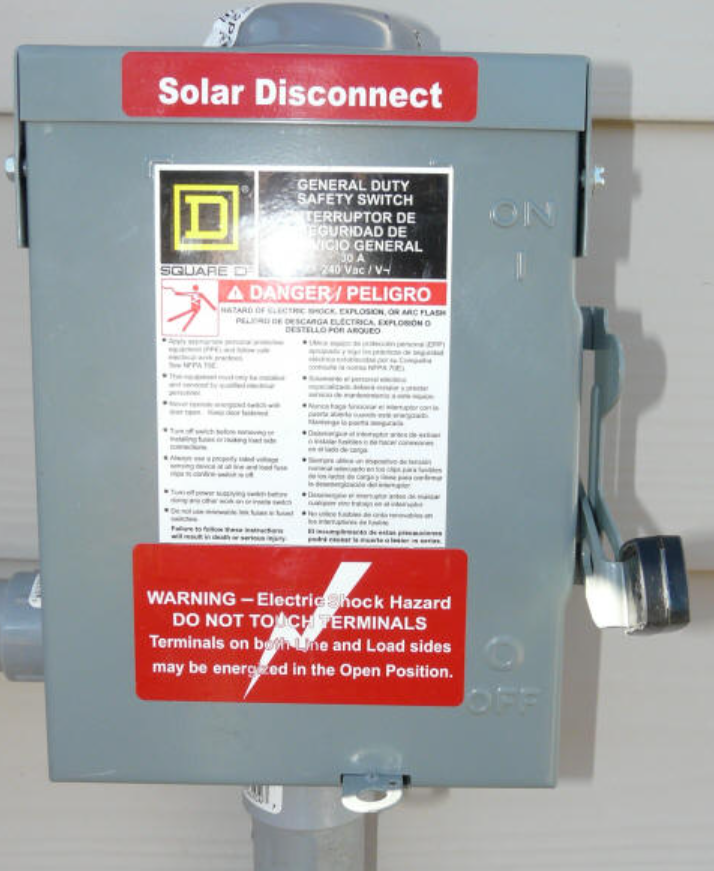 Solar Disconnect
D
®
SQUARE D
GENERAL DUTY
SAFETY SWITCH
TERRUPTOR DE
EGURIDAD DE
VICIO GENERAL
30 A
240 Vac / V~
ON
I
DANGER / PELIGRO
HAZARD OF ELECTRIC SHOCK, EXPLOSION, OR ARC FLASH
PELIGRO DE DESCARGA ELÉCTRICA, EXPLOSIÓN O
DESTELLO POR ARQUEO
• Apply appropriate personal protective
equipment (PPE) and follow safe
electrical work practices.
See NFPA 70E.
• This equipment must only be installed
and serviced by qualified electrical
personnel.
• Never operate energized switch with
door open. Keep door fastened
• Turn off switch before removing or
installing fuses or making load side
connections.
• Always use a properly rated voltage
sensing device at all line and load fuse
clips to confirm switch is off.
• Turn off power supplying switch before
doing any other work on or inside switch
• Do not use renewable link fuses in fused
switches.
Failure to follow these instructions
will result in death or serious injury.
• Utilice equipo de protección personal (EPP)
apropiado y siga las prácticas de seguridad
eléctrica establecidas por su Compañía
(consulte la norma NFPA 70E).
• Solamente el personal eléctrico
especializado deberá instalar y prestar
servicio de mantenimiento a este equipo.
• Nunca haga funcionar el interruptor con la
puerta abierta cuando esté energizado.
Mantenga la puerta asegurada.
• Desenergice el interruptor antes de extraer
o instalar fusibles o de hacer conexiones
en el lado de carga.
• Siempre utilice un dispositivo de tensión
nominal adecuado en los clips para fusibles
de los lados de carga y línea para confirmar
la desenergización del interruptor.
• Desenergice el interruptor antes de realizar
cualquier otro trabajo en el interruptor.
• No utilice fusibles de cinta renovables en
los interruptores de fusible.
El incumplimiento de estas precauciones
podrá causar la muerte o lesiones serias.
WARNING – Electric Shock Hazard
DO NOT TOUCH TERMINALS
Terminals on both Line and Load sides
may be energized in the Open Position.
O
OFF